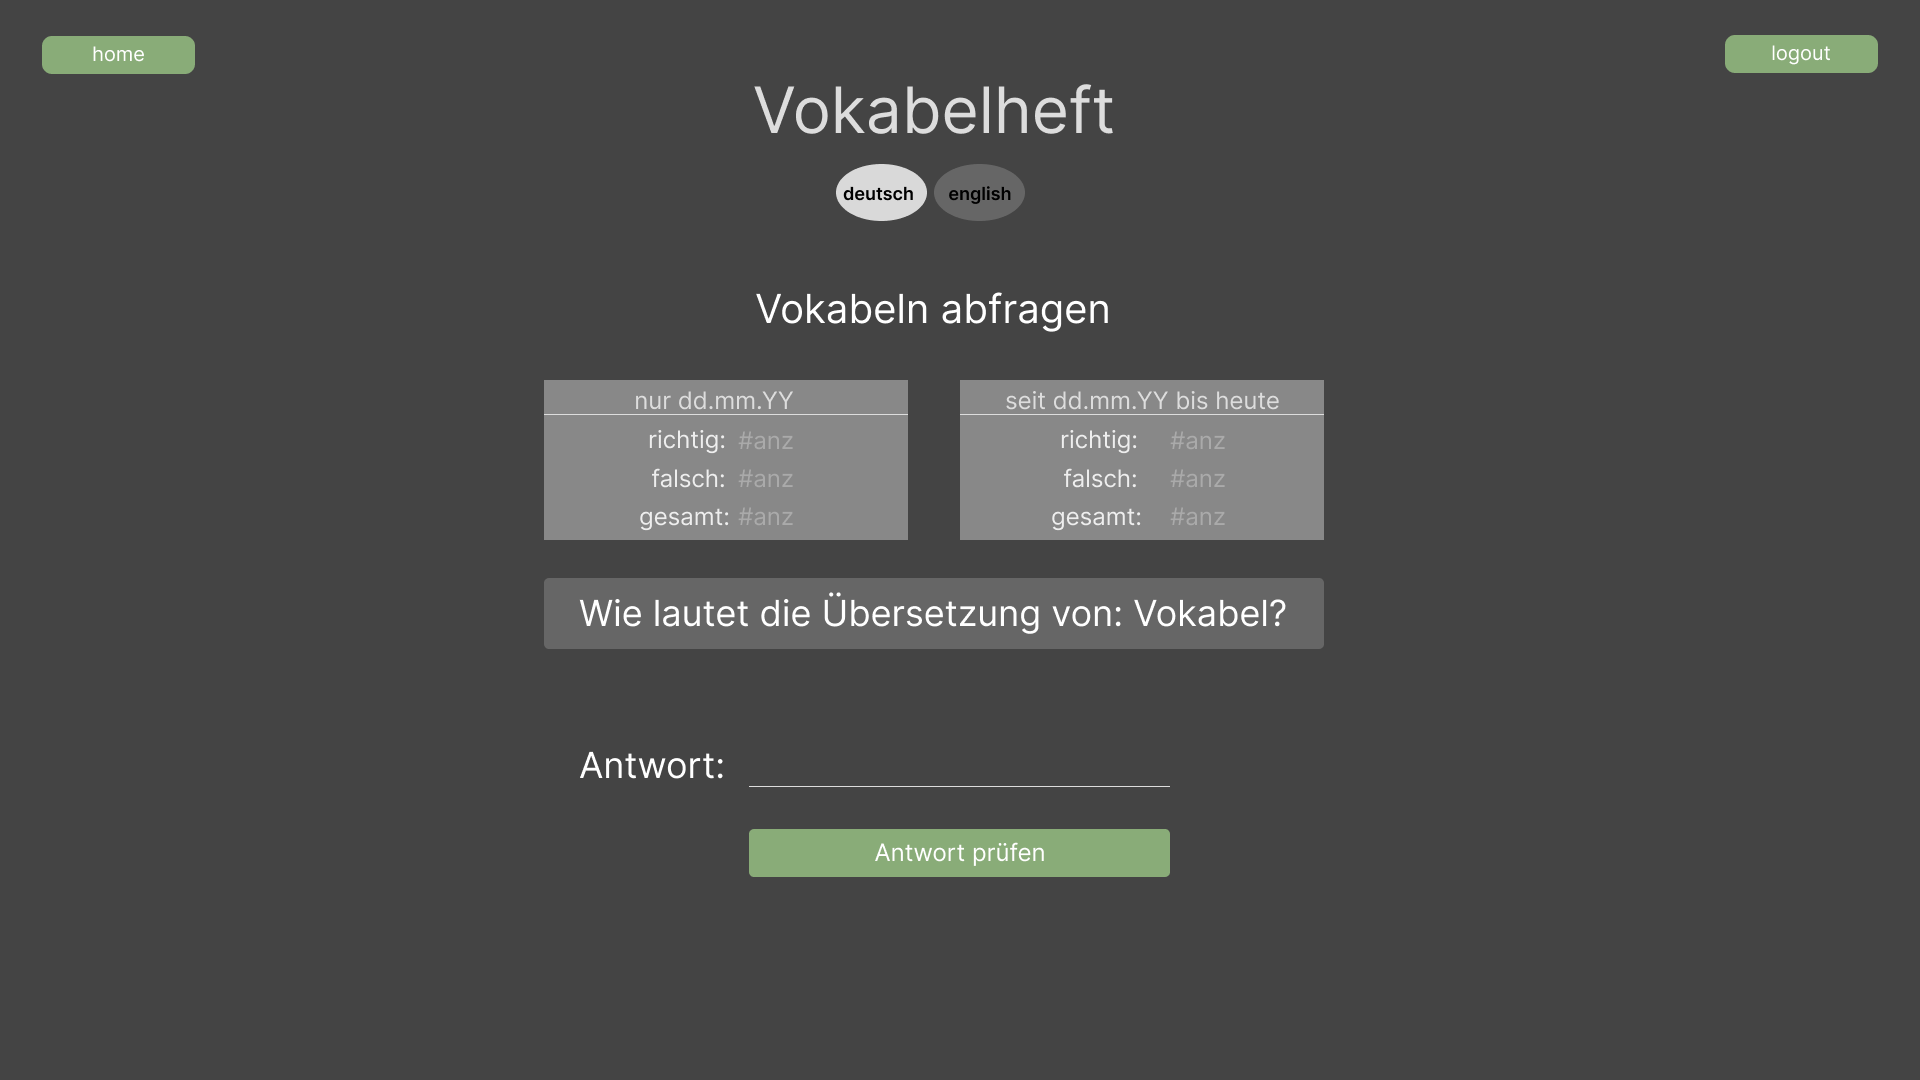 home
logout
Vokabelheft
deutsch english
Vokabeln abfragen
nur dd.mm.YY
richtig: #anz
falsch: #anz
gesamt: #anz
seit dd.mm.YY bis heute
richtig: #anz
falsch: #anz
gesamt: #anz
Wie lautet die Übersetzung von: Vokabel?
Antwort:
Antwort prüfen